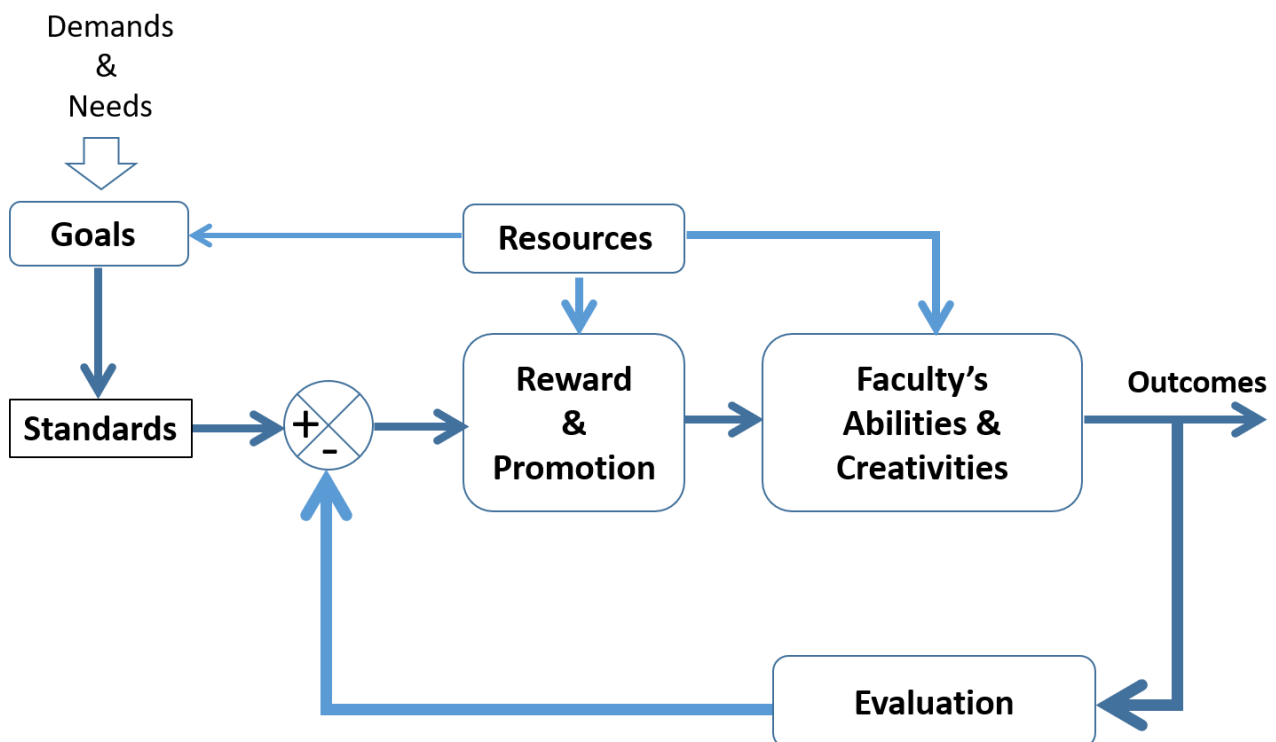 Demands
&
Needs
Goals
Resources
Reward
&
Promotion
Faculty’s
Abilities &
Creativities
Outcomes
Standards
+
-
Evaluation